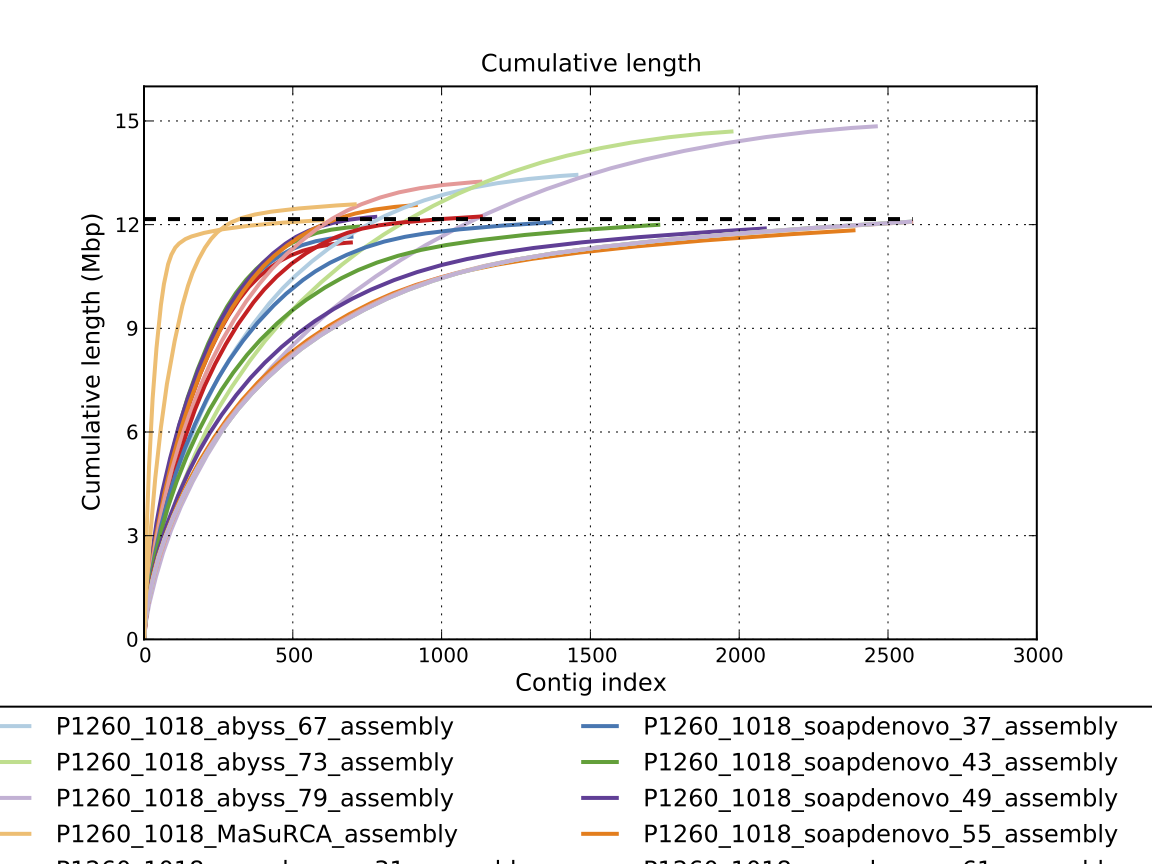 Cumulative length
Cumulative length (Mbp)
15
12
9
6
3
0
0 500 1000 1500 2000 2500 3000
Contig index
P1260_1018_abyss_67_assembly P1260_1018_soapdenovo_37_assembly
P1260_1018_abyss_73_assembly P1260_1018_soapdenovo_43_assembly
P1260_1018_abyss_79_assembly P1260_1018_soapdenovo_49_assembly
P1260_1018_MaSuRCA_assembly P1260_1018_soapdenovo_55_assembly